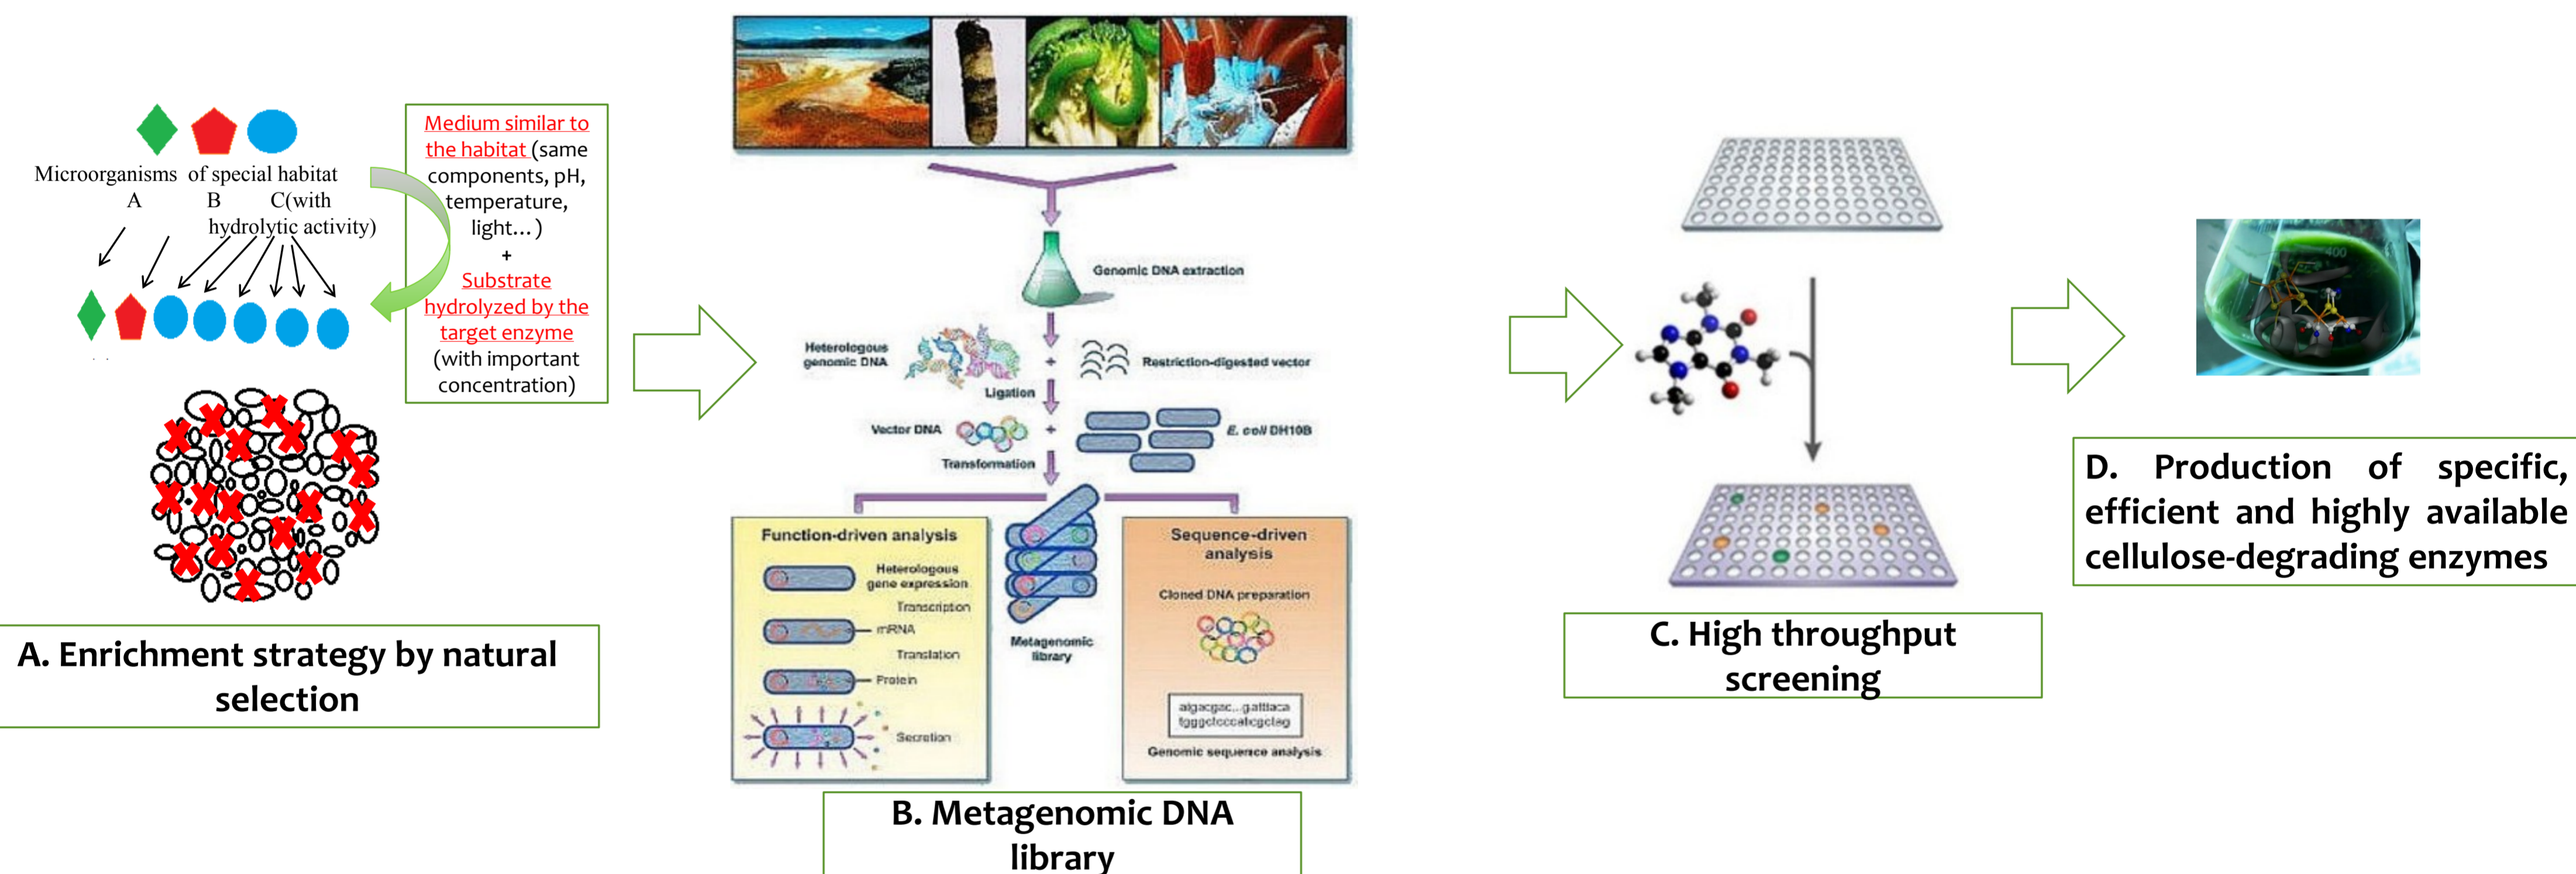 Microorganisms of special habitat
A B C(with
hydrolytic activity)
Medium similar to
the habitat (same
components, pH,
temperature,
light...)
+
Substrate
hydrolyzed by the
target enzyme
(with important
concentration)
A. Enrichment strategy by natural
selection
Genomic DNA extraction
Heterologous
genomic DNA
+
Restriction-digested vector
Ligation
Vector DNA
+
E. coli DH10B
Transformation
Function-driven analysis
Heterologous
gene expression
Transcription
mRNA
Translation
Protein
Secretion
Metagenomic
library
Sequence-driven
analysis
Cloned DNA preparation
atgacgac...gatttaca
tgggctcccatcgctag
Genomic sequence analysis
B. Metagenomic DNA
library
C. High throughput
screening
400
D. Production of specific,
efficient and highly available
cellulose-degrading enzymes